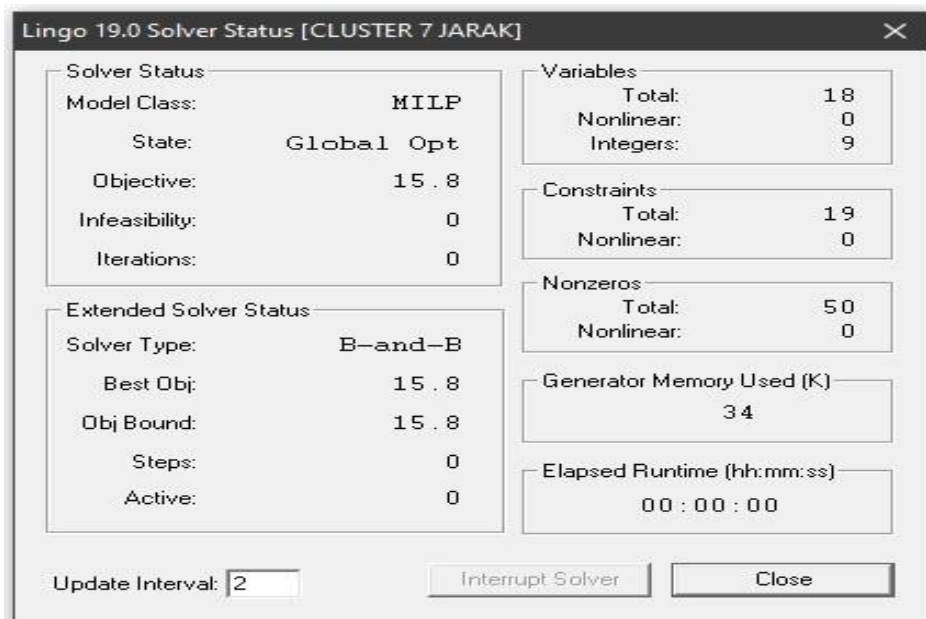 Lingo 19.0 Solver Status [CLUSTER 7 JARAK]
Solver Status
Model Class: MILP
State: Global Opt
Objective: 15.8
Infeasibility: 0
Iterations: 0
Extended Solver Status
Solver Type: B-and-B
Best Obj: 15.8
Obj Bound: 15.8
Steps: 0
Active: 0
Variables
Total: 18
Nonlinear: 0
Integers: 9
Constraints
Total: 19
Nonlinear: 0
Nonzeros
Total: 50
Nonlinear: 0
Generator Memory Used (K)
34
Elapsed Runtime (hh:mm:ss)
00:00:00
Update Interval: 2
Interrupt Solver
Close